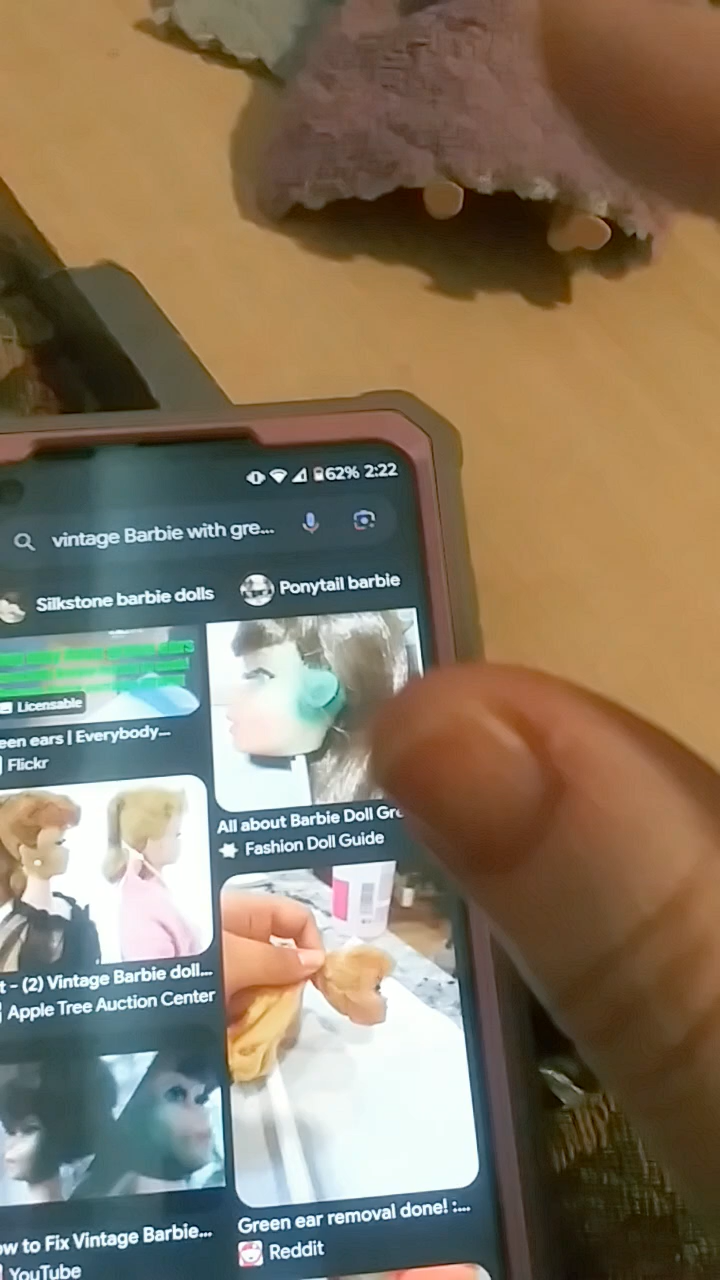 62% 2:22
vintage Barbie with gre...
Silkstone barbie dolls
Ponytail barbie
Licensable
een ears | Everybody...
Flickr
All about Barbie Doll Gre
Fashion Doll Guide
t - (2) Vintage Barbie doll...
Apple Tree Auction Center
ow to Fix Vintage Barbie...
YouTube
Green ear removal done! :...
Reddit